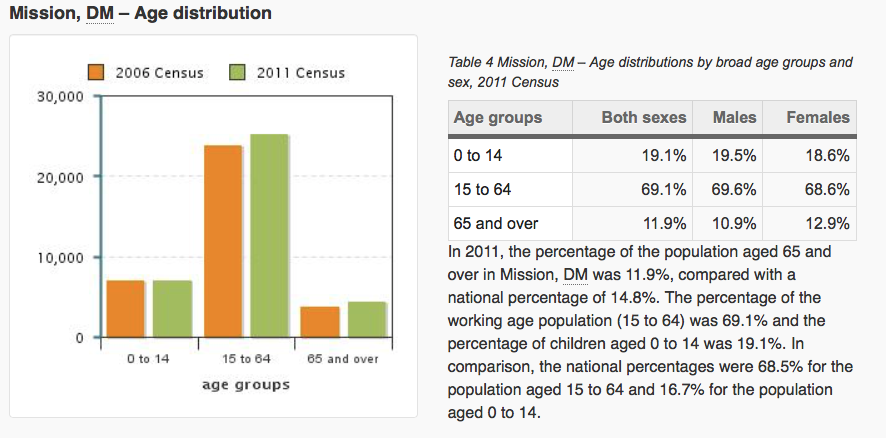 Mission, DM – Age distribution
2006 Census 2011 Census
30,000
20,000
10,000
0
0 to 14 15 to 64 65 and over
age groups
Table 4 Mission, DM – Age distributions by broad age groups and
sex, 2011 Census
Age groups Both sexes Males Females
0 to 14 19.1% 19.5% 18.6%
15 to 64 69.1% 69.6% 68.6%
65 and over 11.9% 10.9% 12.9%
In 2011, the percentage of the population aged 65 and
over in Mission, DM was 11.9%, compared with a
national percentage of 14.8%. The percentage of the
working age population (15 to 64) was 69.1% and the
percentage of children aged 0 to 14 was 19.1%. In
comparison, the national percentages were 68.5% for the
population aged 15 to 64 and 16.7% for the population
aged 0 to 14.